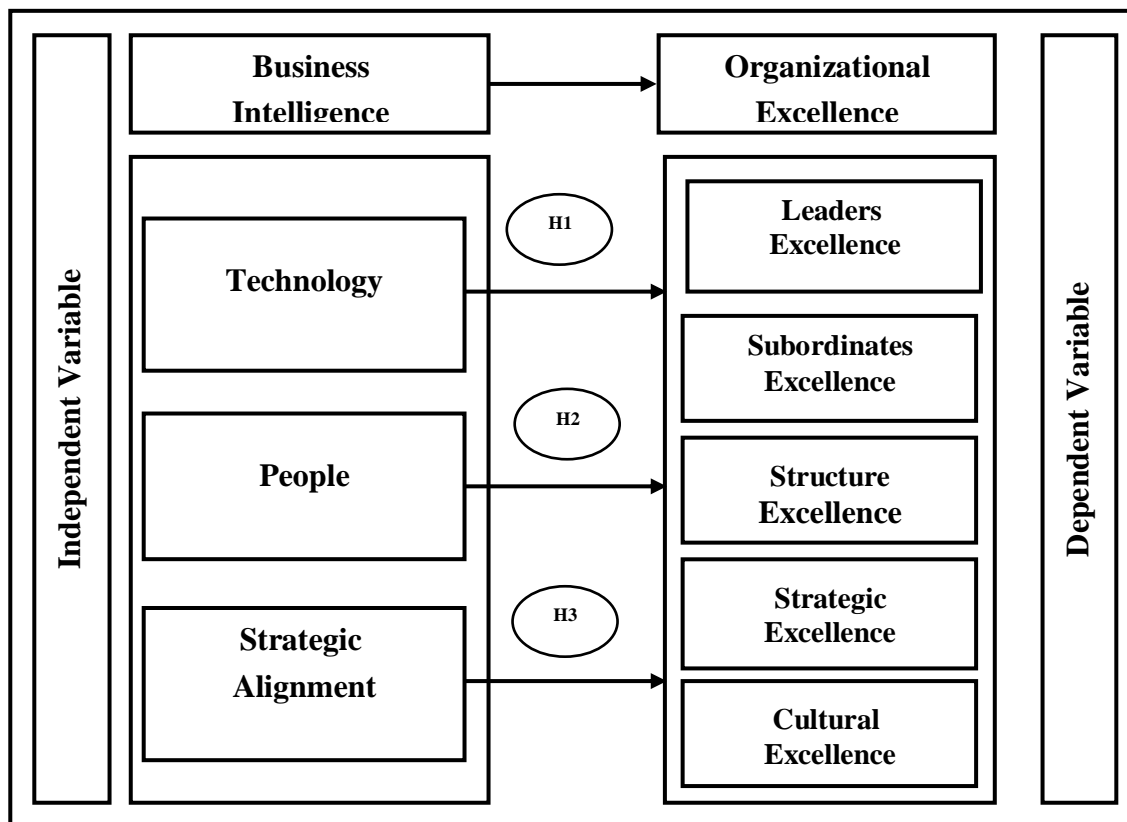 Independent Variable
Business
Intelligence
Organizational
Excellence
Technology
People
Strategic
Alignment
H1
H2
H3
Leaders
Excellence
Subordinates
Excellence
Structure
Excellence
Strategic
Excellence
Cultural
Excellence
Dependent Variable